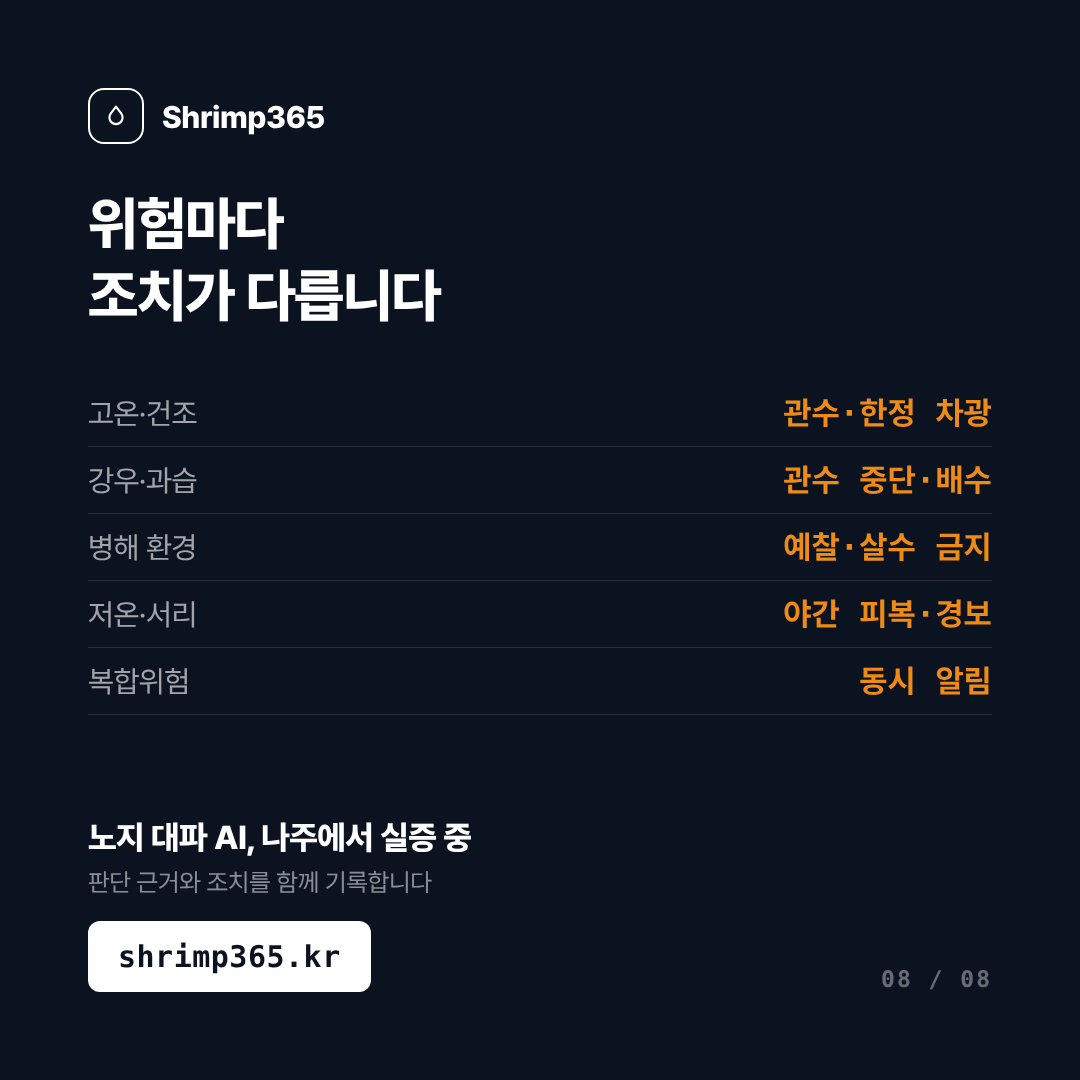 Shrimp365
위험마다
조치가 다릅니다
고온·건조 관수·한정 차광
강우·과습 관수 중단·배수
병해 환경 예찰·살수 금지
저온·서리 야간 피복·경보
복합위험 동시 알림
노지 대파 AI, 나주에서 실증 중
판단 근거와 조치를 함께 기록합니다
shrimp365.kr
08 / 08